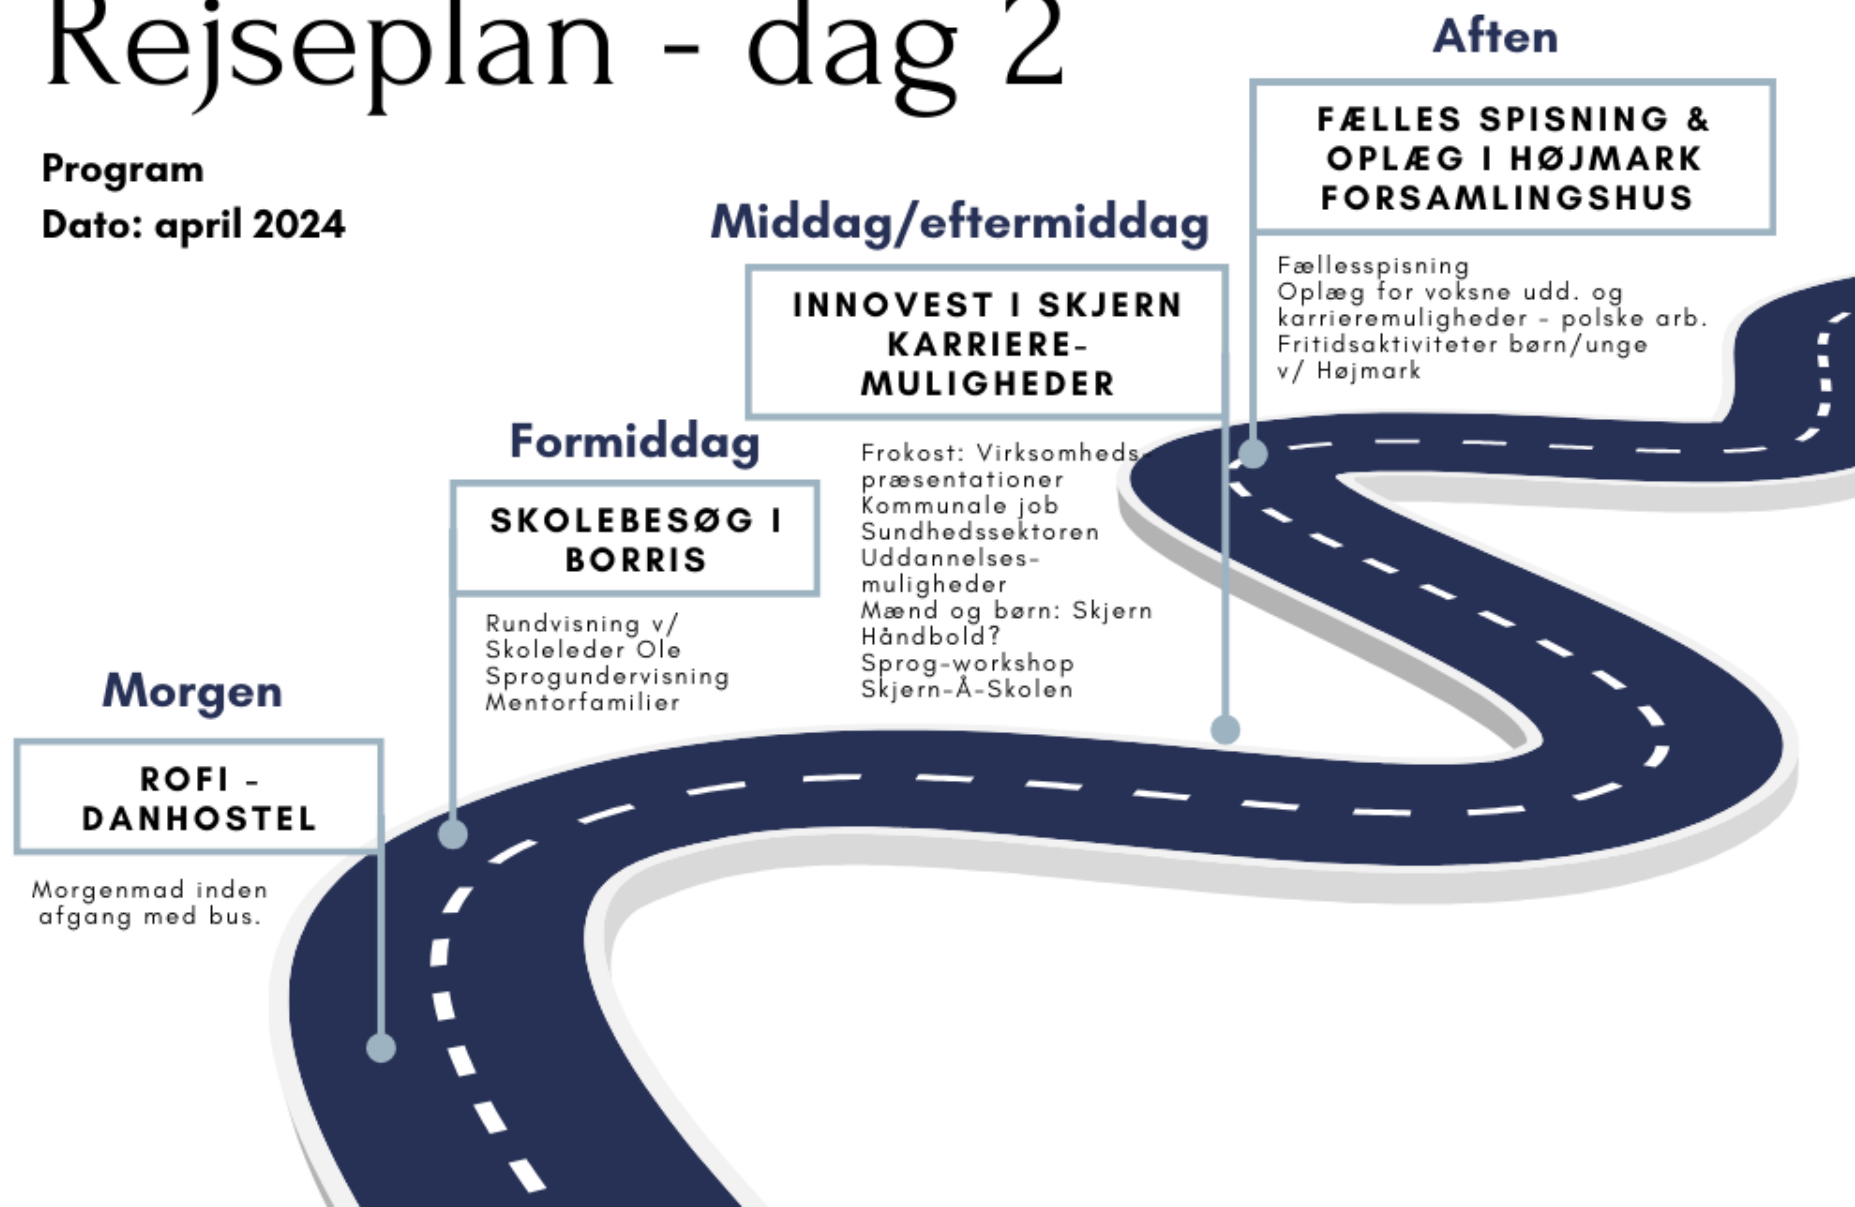 Rejseplan - dag 2
Program
Dato: april 2024
Morgen
ROFI -
DANHOSTEL
Morgenmad inden
afgang med bus.
Formiddag
SKOLEBESØG I
BORRIS
Rundvisning v/
Skoleleder Ole
Sprogundervisning
Mentorfamilier
Middag/eftermiddag
INNOVEST I SKJERN
KARRIERE-
MULIGHEDER
Frokost: Virksomheds-
præsentationer
Kommunale job
Sundhedssektoren
Uddannelses-
muligheder
Mænd og børn: Skjern
Håndbold?
Sprog-workshop
Skjern-Å-Skolen
Aften
FÆLLES SPISNING &
OPLÆG I HØJMARK
FORSAMLINGSHUS
Fællesspisning
Oplæg for voksne udd. og
karrieremuligheder - polske arb.
Fritidsaktiviteter børn/unge
v/ Højmark